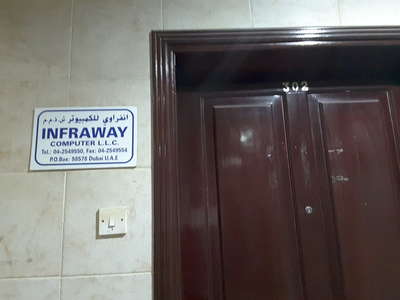 انفراوي للكمبيوتر ش.ذ.م.م
INFRAWAY
COMPUTER L.L.C.
Tel.: 04-2549550, Fax: 04-2549554
P.O.Box: 50578 Dubai U.A.E
302